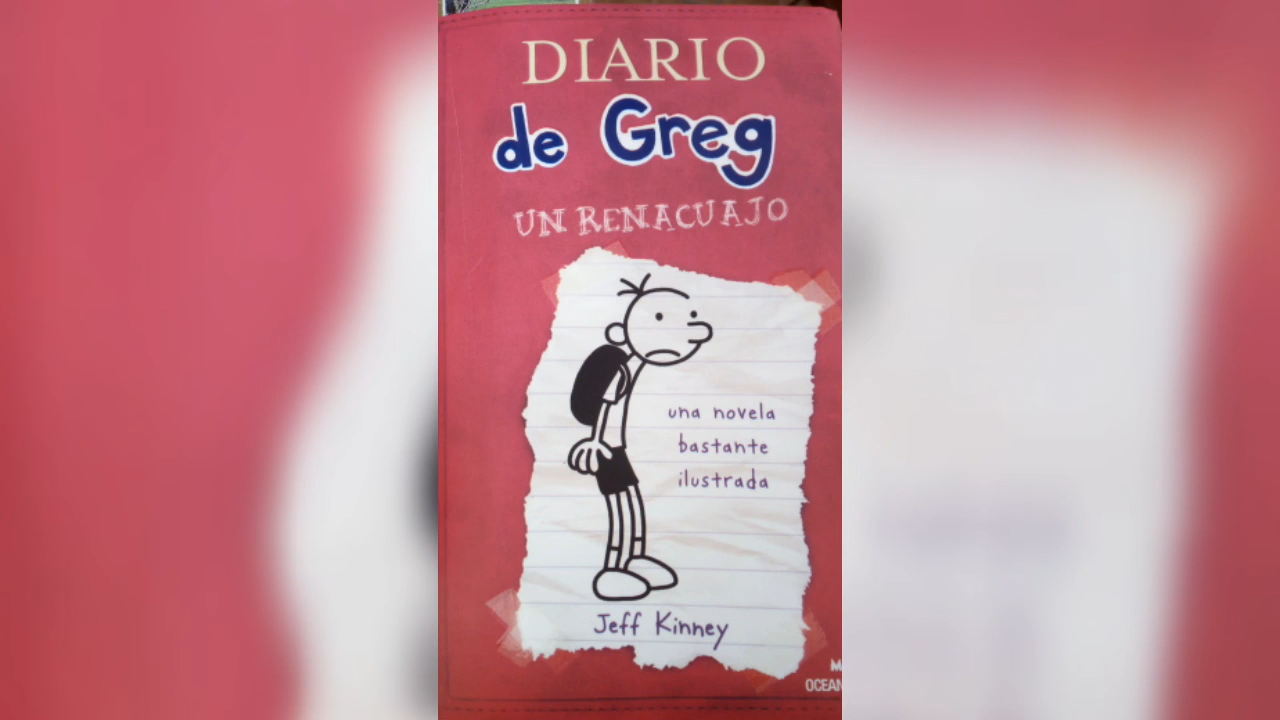 DIARIO
de Greg
UN RENACUAJO
una novela
bastante
ilustrada
Jeff Kinney